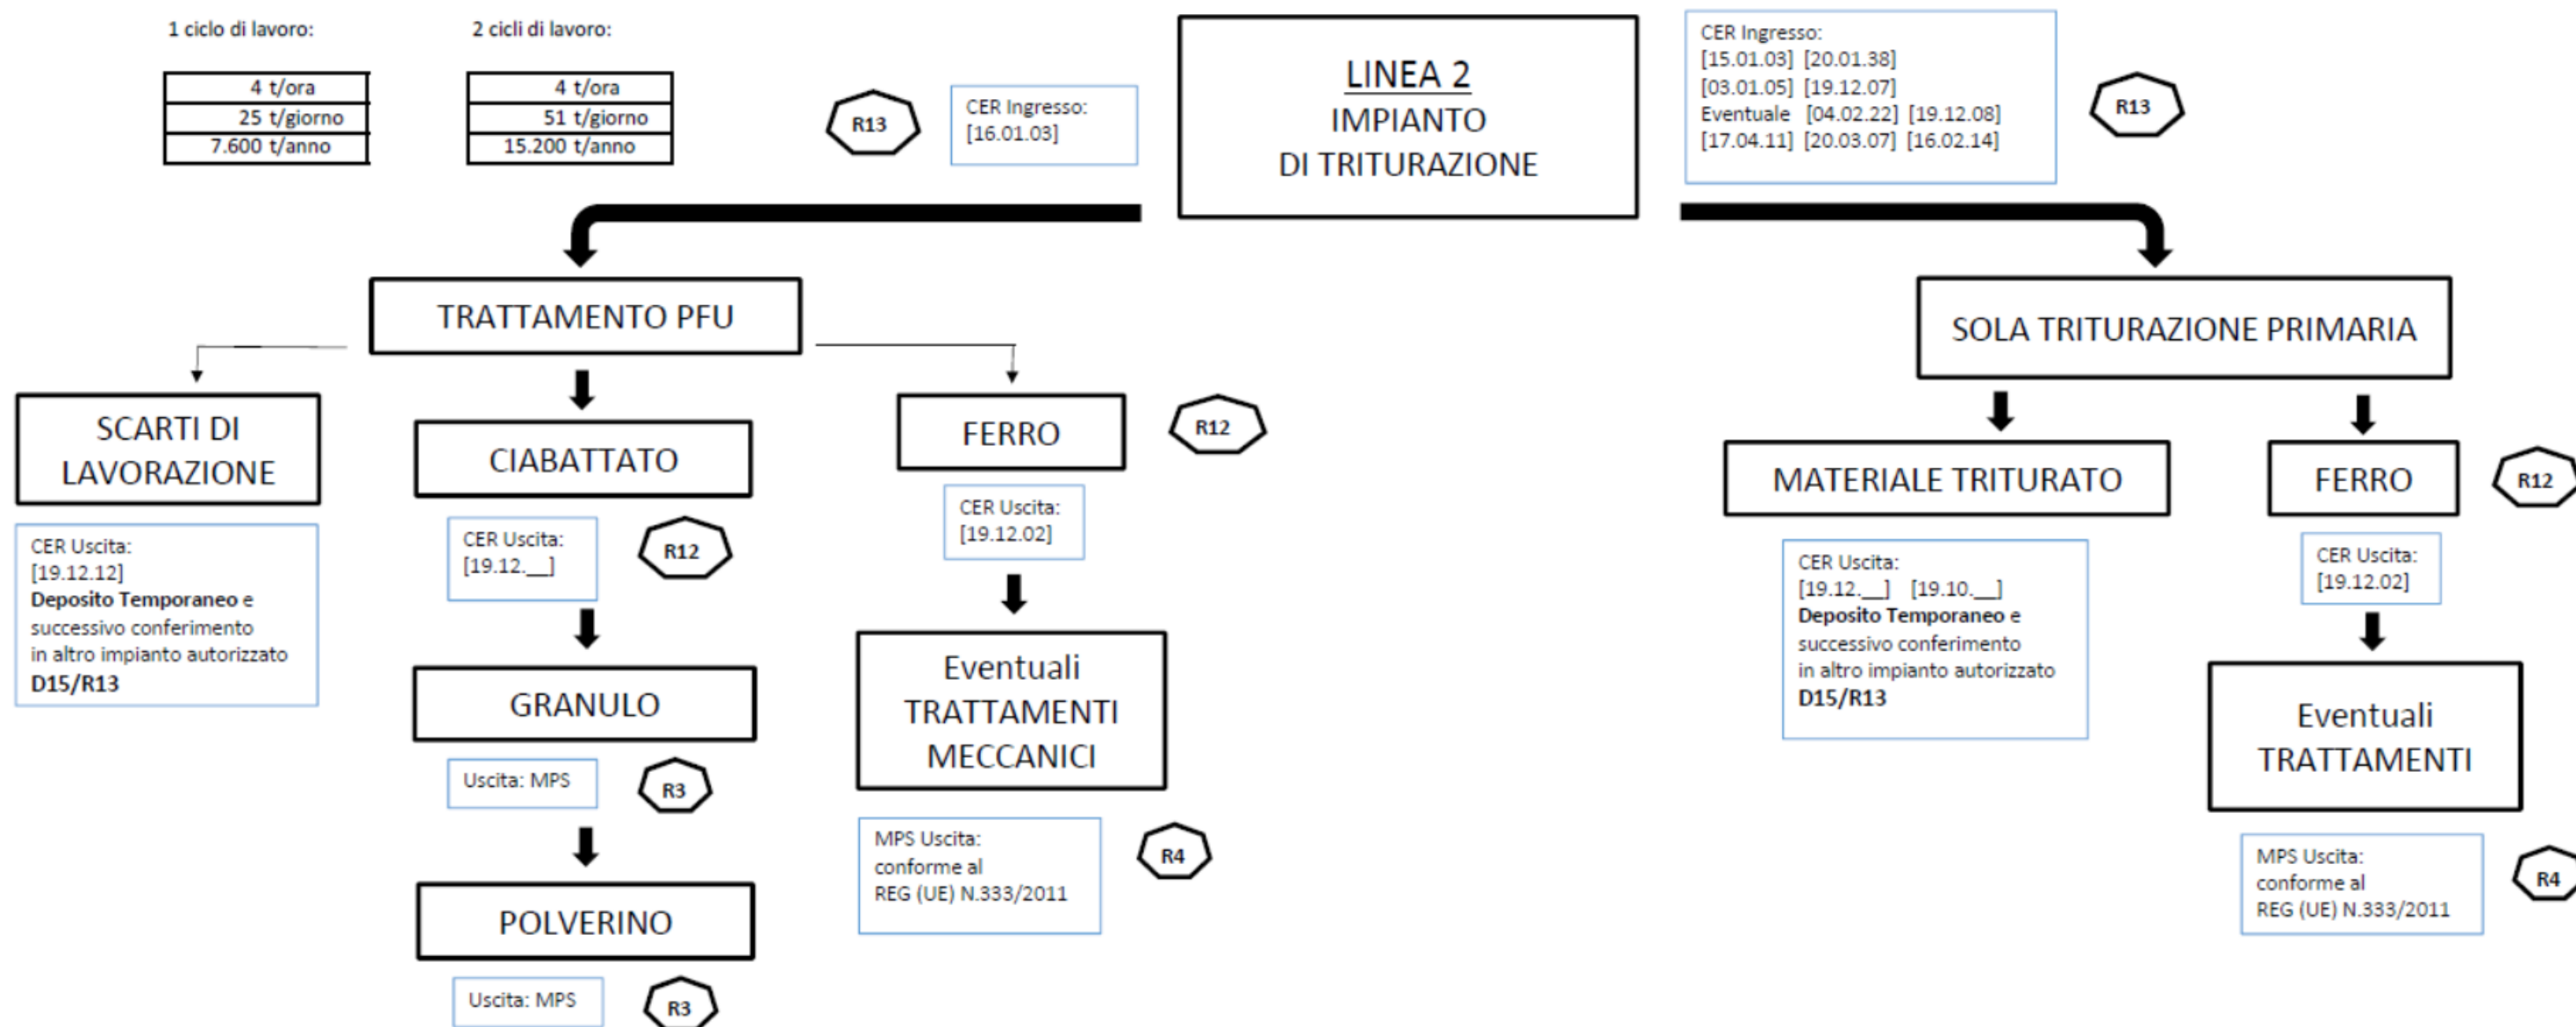 1 ciclo di lavoro:
4 t/ora
25 t/giorno
7.600 t/anno
2 cicli di lavoro:
4 t/ora
51 t/giorno
15.200 t/anno
R13
CER Ingresso:
[16.01.03]
LINEA 2
IMPIANTO
DI TRITURAZIONE
CER Ingresso:
[15.01.03] [20.01.38]
[03.01.05] [19.12.07]
Eventuale [04.02.22] [19.12.08]
[17.04.11] [20.03.07] [16.02.14]
R13
TRATTAMENTO PFU
SCARTI DI
LAVORAZIONE
CER Uscita:
[19.12.12]
Deposito Temporaneo e
successivo conferimento
in altro impianto autorizzato
D15/R13
CIABATTATO
CER Uscita:
[19.12.__]
R12
GRANULO
Uscita: MPS
R3
POLVERINO
Uscita: MPS
R3
FERRO
R12
CER Uscita:
[19.12.02]
Eventuali
TRATTAMENTI
MECCANICI
MPS Uscita:
conforme al
REG (UE) N.333/2011
R4
SOLA TRITURAZIONE PRIMARIA
MATERIALE TRITURATO
CER Uscita:
[19.12.__] [19.10.__]
Deposito Temporaneo e
successivo conferimento
in altro impianto autorizzato
D15/R13
FERRO
R12
CER Uscita:
[19.12.02]
Eventuali
TRATTAMENTI
MPS Uscita:
conforme al
REG (UE) N.333/2011
R4